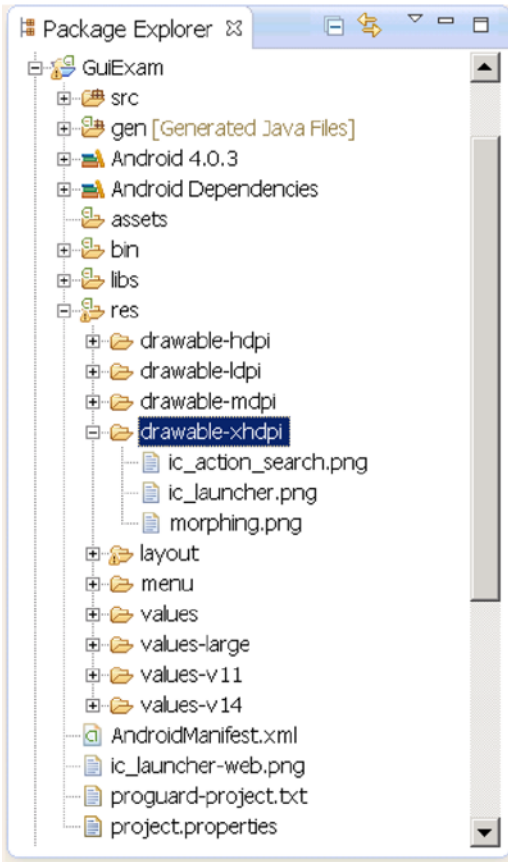 Package Explorer
GuiExam
src
gen [Generated Java Files]
Android 4.0.3
Android Dependencies
assets
bin
libs
res
drawable-hdpi
drawable-ldpi
drawable-mdpi
drawable-xhdpi
ic_action_search.png
ic_launcher.png
morphing.png
layout
menu
values
values-large
values-v11
values-v14
AndroidManifest.xml
ic_launcher-web.png
proguard-project.txt
project.properties